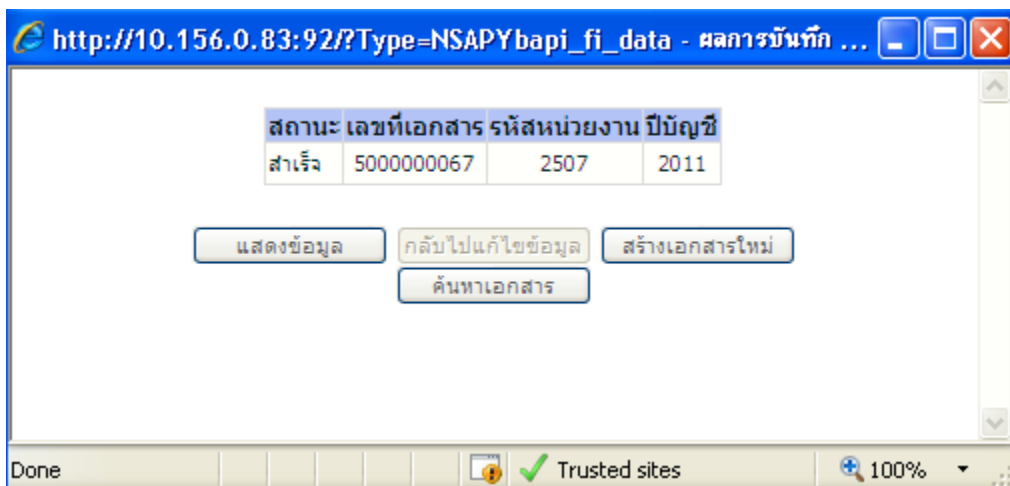 http://10.156.0.83:92/?Type=NSAPYbapi_fi_data - ผลการบันทึก ...
สถานะ เลขที่เอกสาร รหัสหน่วยงาน ปีบัญชี
สำเร็จ 5000000067 2507 2011
แสดงข้อมูล กลับไปแก้ไขข้อมูล สร้างเอกสารใหม่
ค้นหาเอกสาร
Done Trusted sites 100%